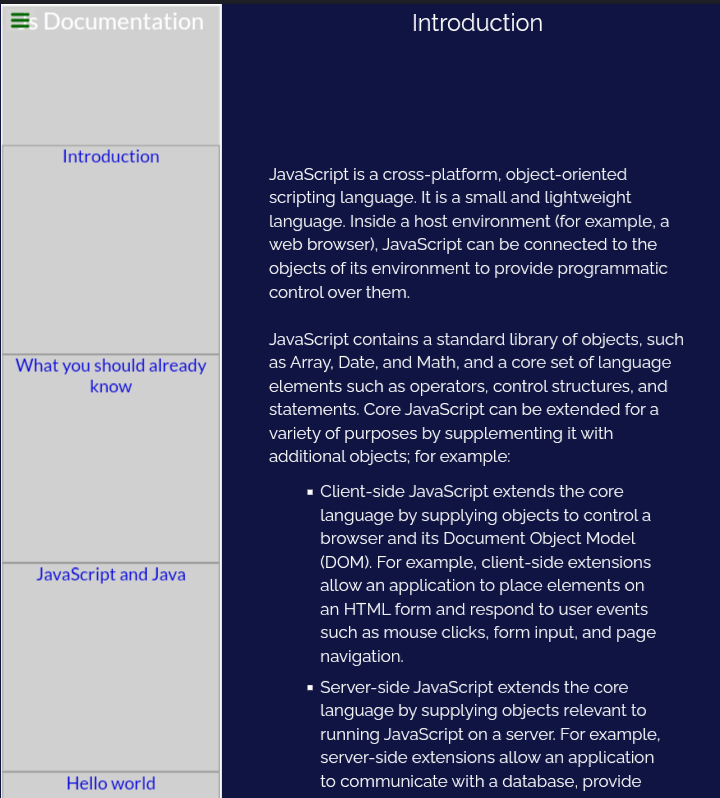 s Documentation
Introduction
What you should already
know
JavaScript and Java
Hello world
Introduction
JavaScript is a cross-platform, object-oriented
scripting language. It is a small and lightweight
language. Inside a host environment (for example, a
web browser), JavaScript can be connected to the
objects of its environment to provide programmatic
control over them.
JavaScript contains a standard library of objects, such
as Array, Date, and Math, and a core set of language
elements such as operators, control structures, and
statements. Core JavaScript can be extended for a
variety of purposes by supplementing it with
additional objects; for example:
▪ Client-side JavaScript extends the core
language by supplying objects to control a
browser and its Document Object Model
(DOM). For example, client-side extensions
allow an application to place elements on
an HTML form and respond to user events
such as mouse clicks, form input, and page
navigation.
▪ Server-side JavaScript extends the core
language by supplying objects relevant to
running JavaScript on a server. For example,
server-side extensions allow an application
to communicate with a database, provide